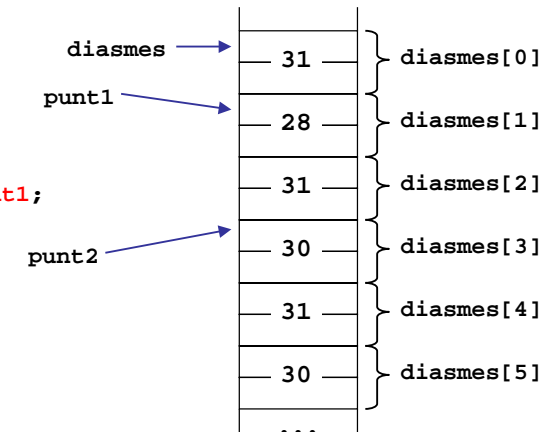 diasmes 31 diasmes[0]
punt1 28 diasmes[1]
31 diasmes[2]
t1;
punt2 30 diasmes[3]
31 diasmes[4]
30 diasmes[5]
...